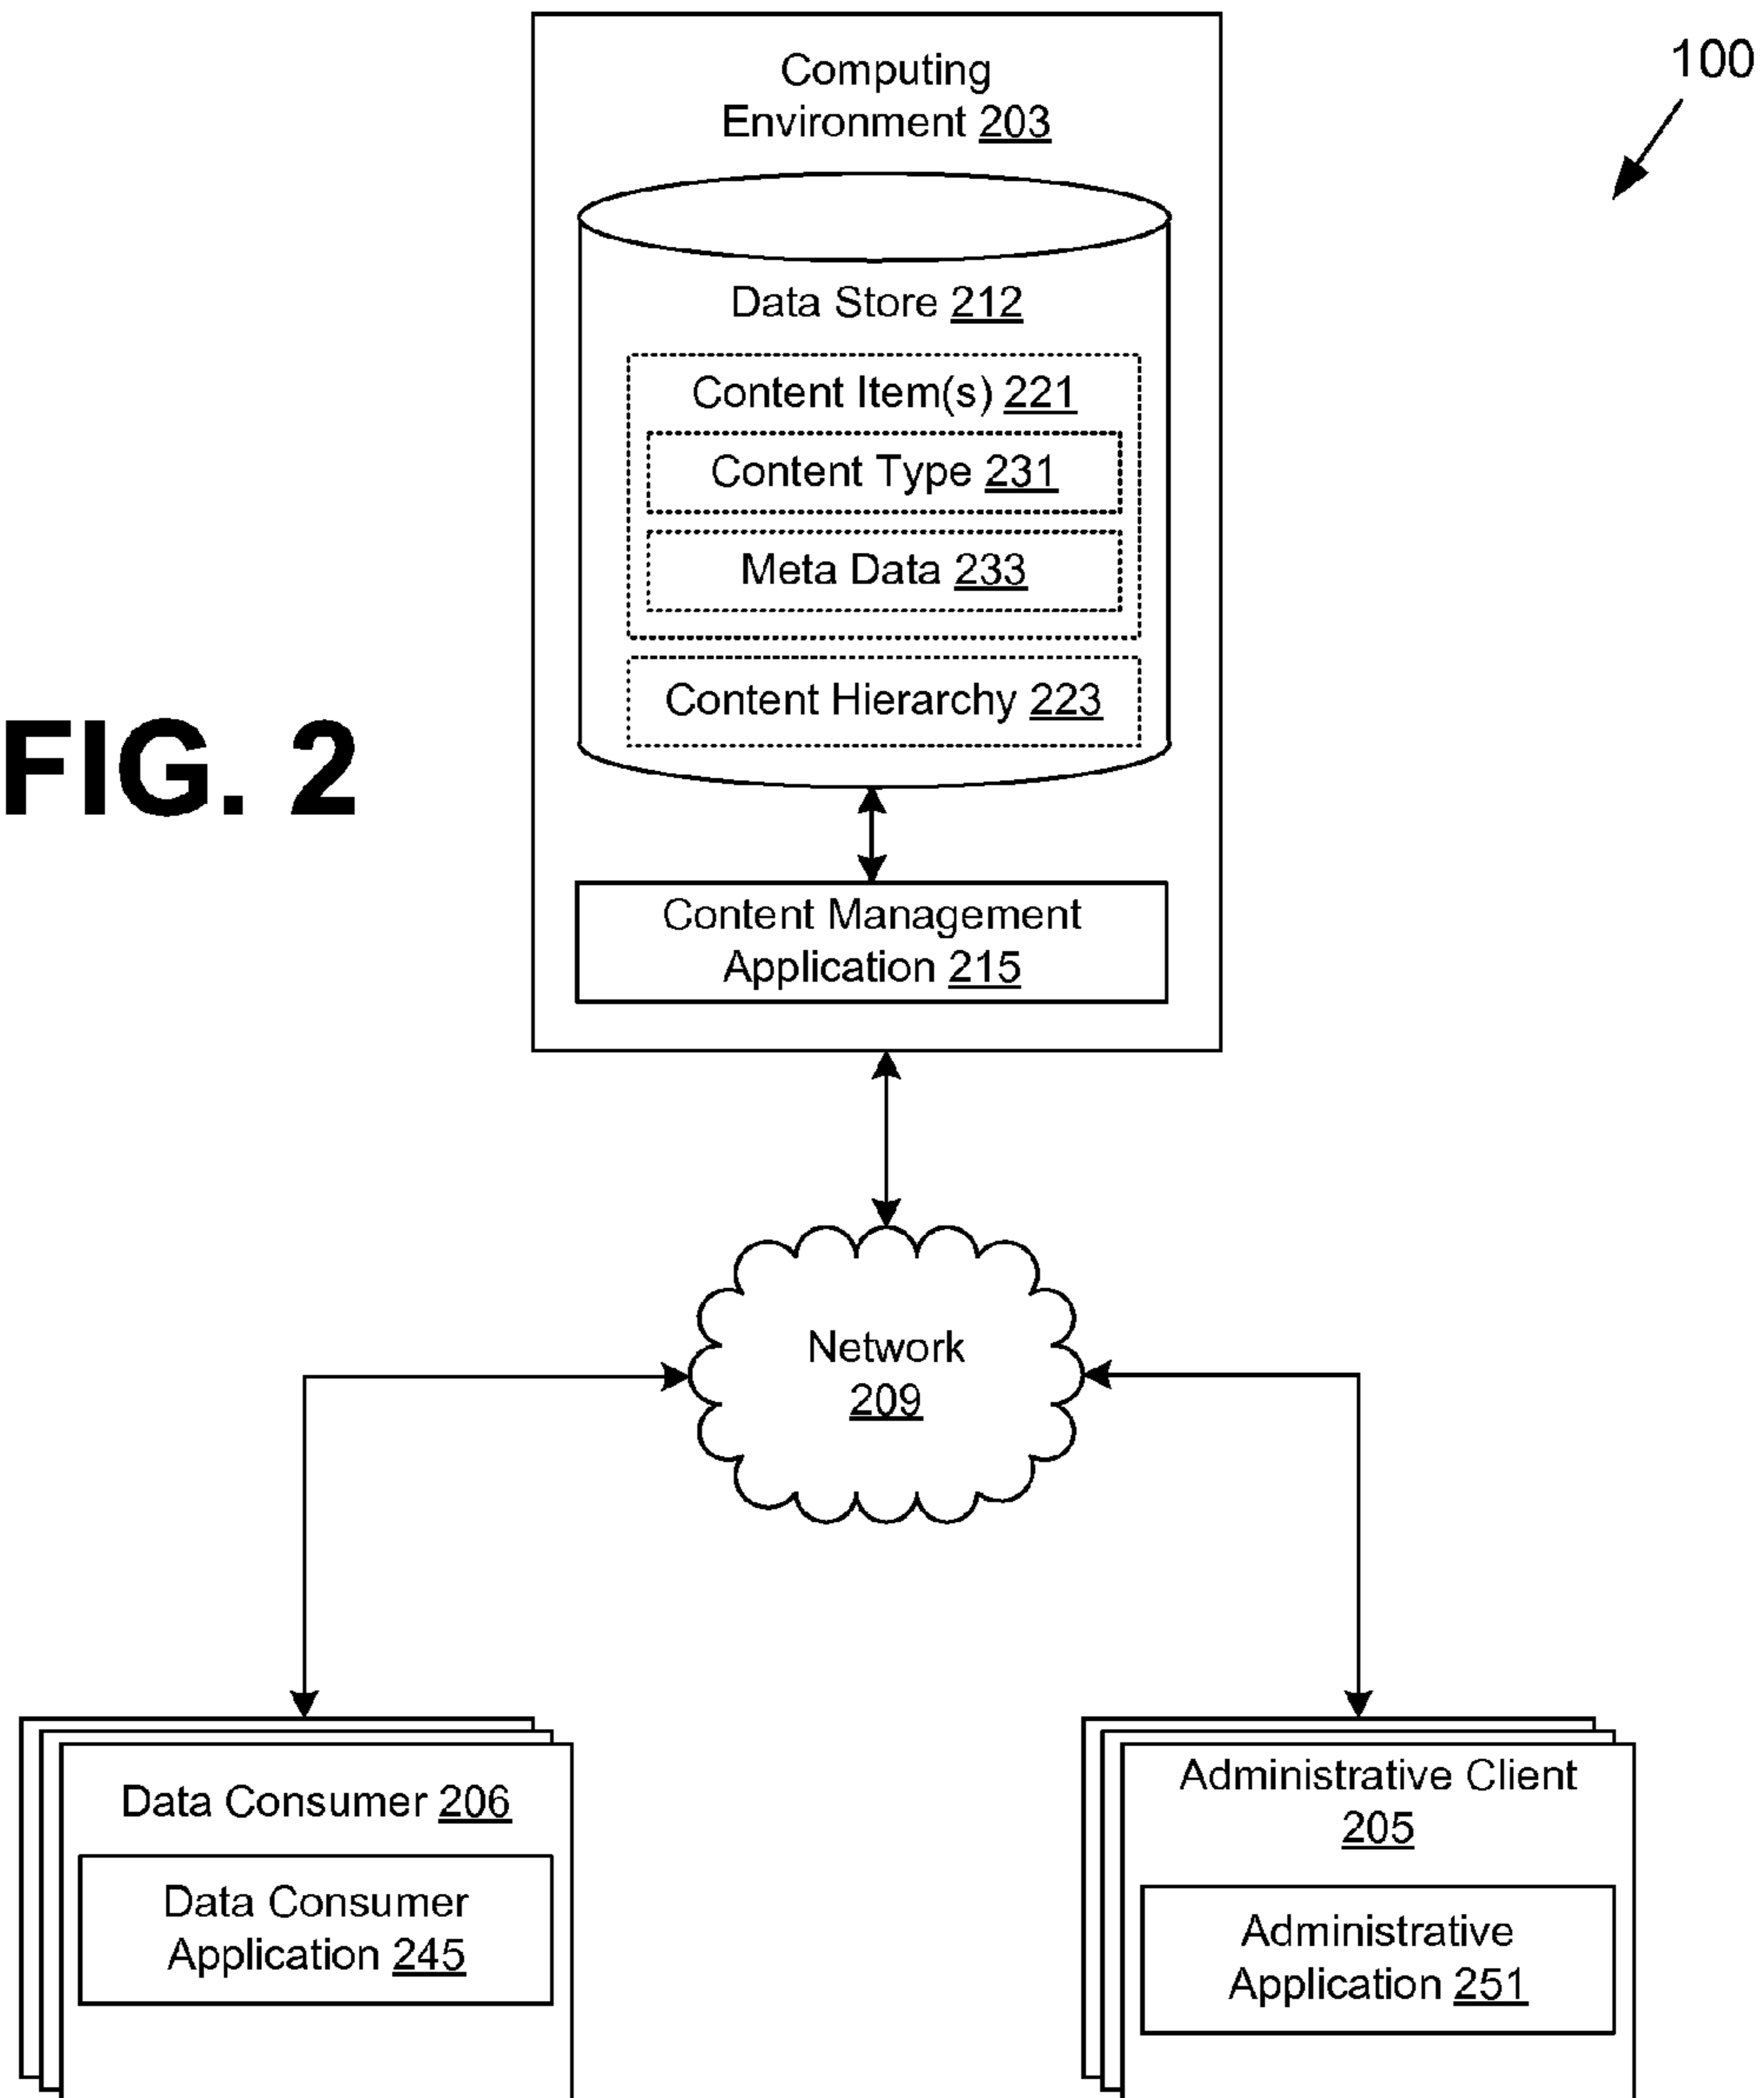 100
Computing
Environment 203
Data Store 212
Content Item(s) 221
Content Type 231
Meta Data 233
Content Hierarchy 223
FIG. 2
Content Management
Application 215
Network
209
Data Consumer 206
Data Consumer
Application 245
Administrative Client
205
Administrative
Application 251